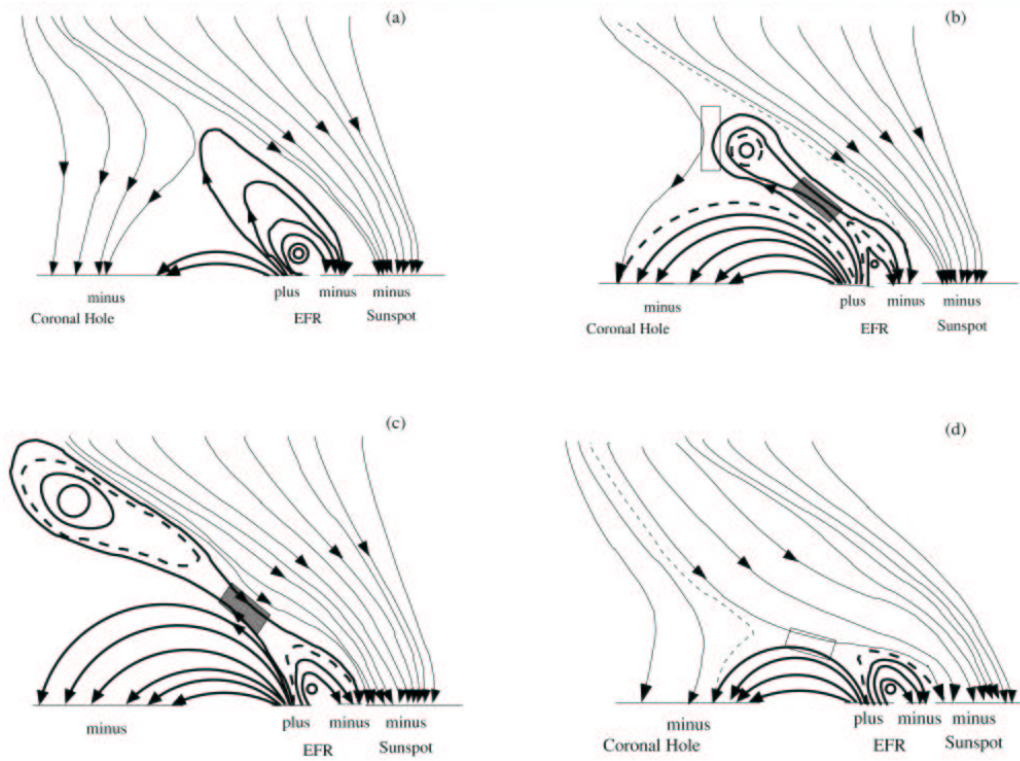 (a)
plus minus minus
minus
Coronal Hole EFR Sunspot
(b)
minus plus minus minus
Coronal Hole EFR Sunspot
(c)
minus plus minus minus
EFR Sunspot
(d)
minus plus minus minus
Coronal Hole EFR Sunspot